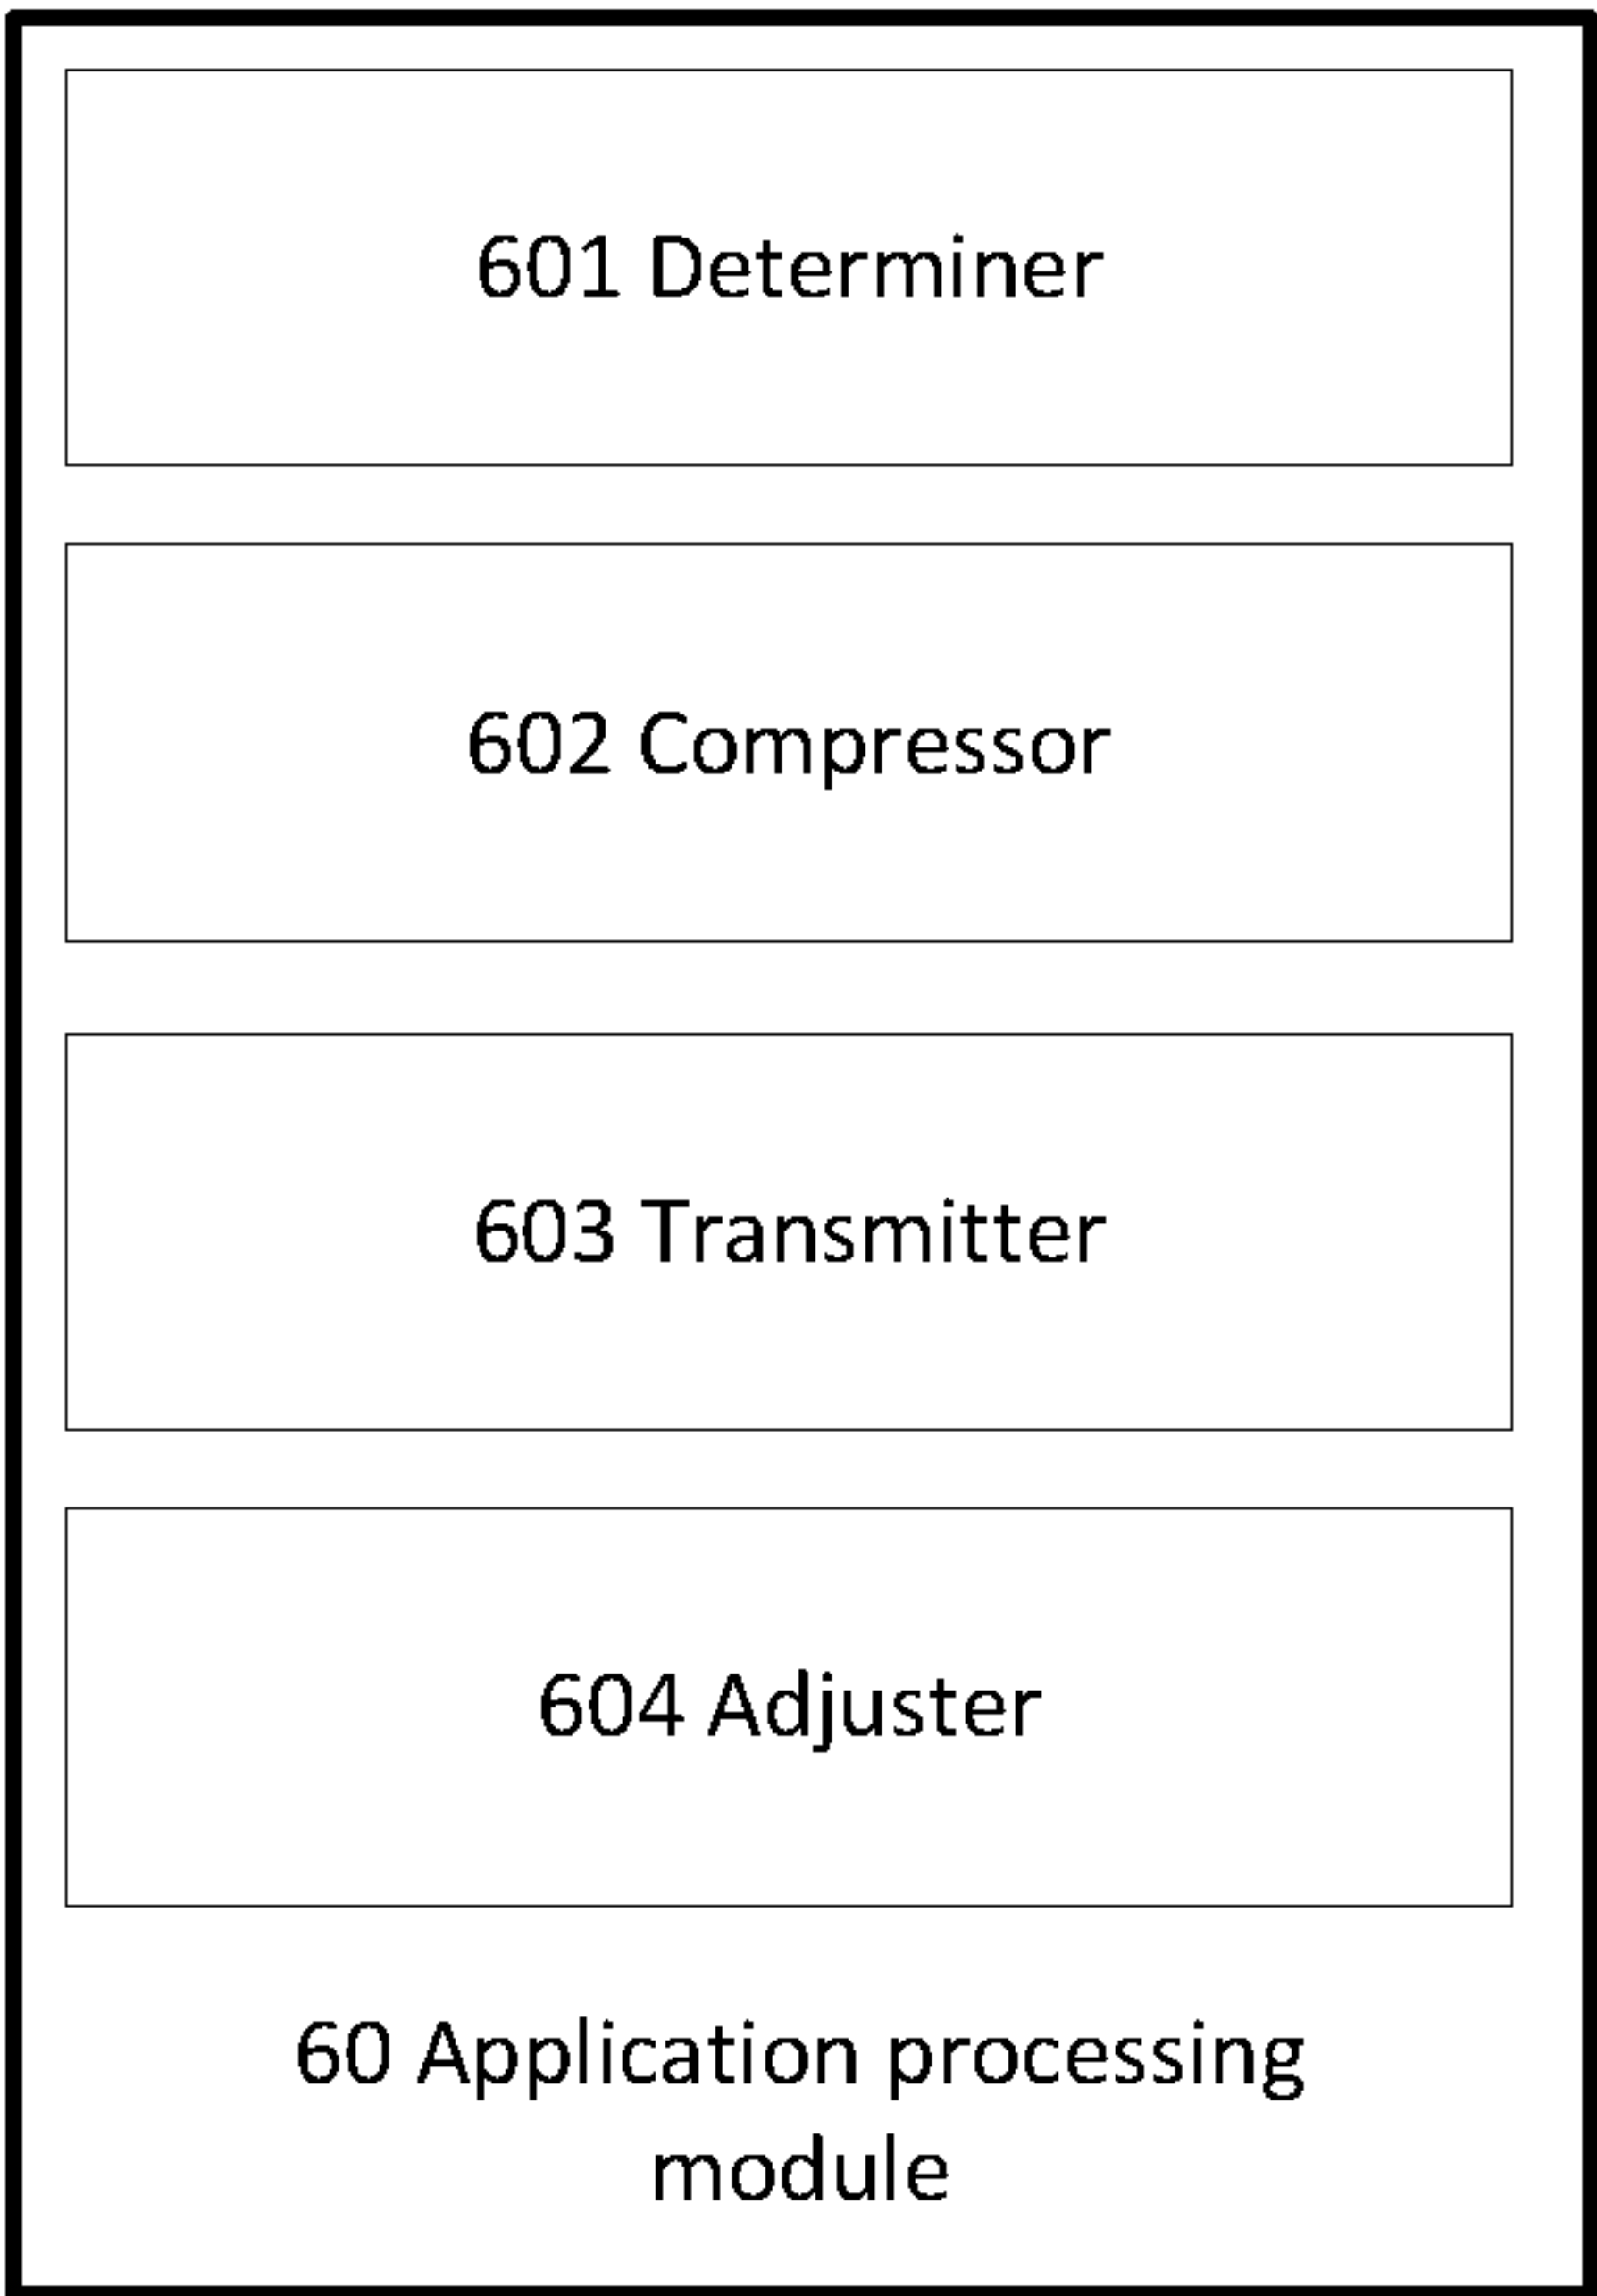 601 Determiner
602 Compressor
603 Transmitter
604 Adjuster
60 Application processing
module